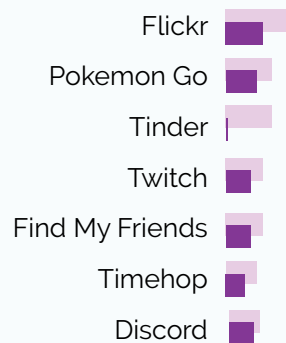 Flickr
Pokemon Go
Tinder
Twitch
Find My Friends
Timehop
Discord